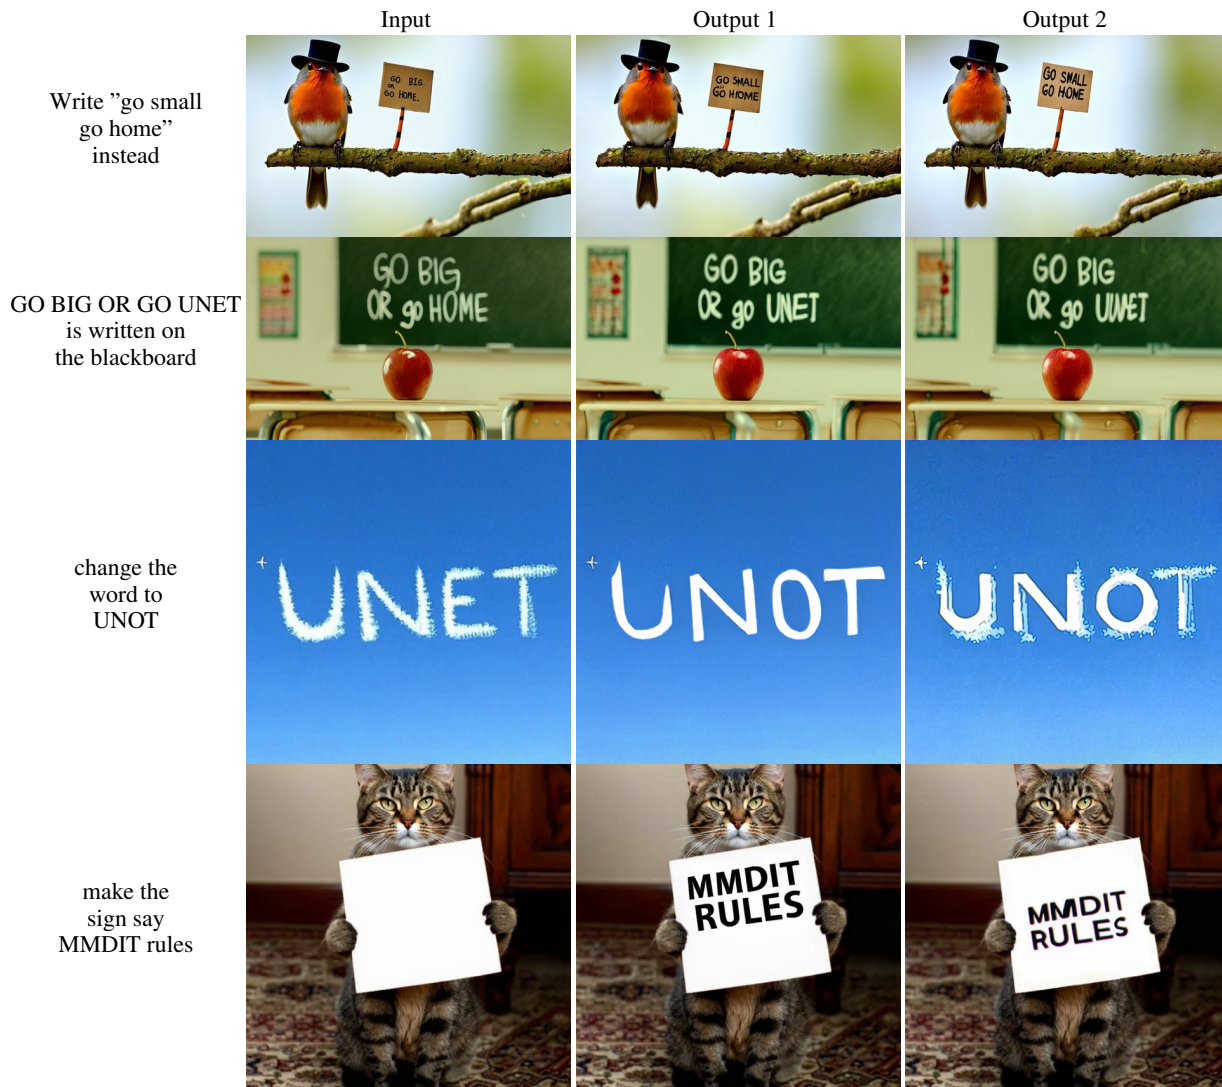 Input Output 1 Output 2
Write ”go small
go home”
instead
GO BIG.
or
GO HOME.
GO SMALL
GO HIOME
GO SMALL
GO HOME
GO BIG OR GO UNET
is written on
the blackboard
GO BIG
OR go HOME
GO BIG
OR go UNET
GO BIG
OR go UWET
change the
word to
UNOT
UNET
UNOT
UNOT
make the
sign say
MMDIT rules
MMDIT
RULES
MMDIT
RULES